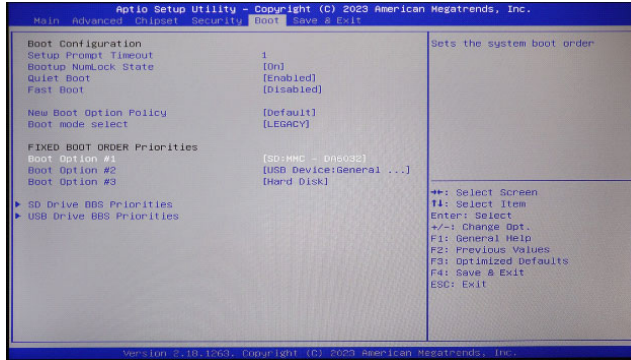 Aptio Setup Utility – Copyright (C) 2023 American Megatrends, Inc.
Main Advanced Chipset Security Boot Save & Exit
Boot Configuration
Setup Prompt Timeout 1
Bootup NumLock State [On]
Quiet Boot [Enabled]
Fast Boot [Disabled]
New Boot Option Policy [Default]
Boot mode select [LEGACY]
FIXED BOOT ORDER Priorities
Boot Option #1 [SD:MMC - DA6032]
Boot Option #2 [USB Device:General ...]
Boot Option #3 [Hard Disk]
SD Drive BBS Priorities
USB Drive BBS Priorities
Sets the system boot order
→←: Select Screen
↑↓: Select Item
Enter: Select
+/-: Change Opt.
F1: General Help
F2: Previous Values
F3: Optimized Defaults
F4: Save & Exit
ESC: Exit
Version 2.18.1263. Copyright (C) 2023 American Megatrends, Inc.